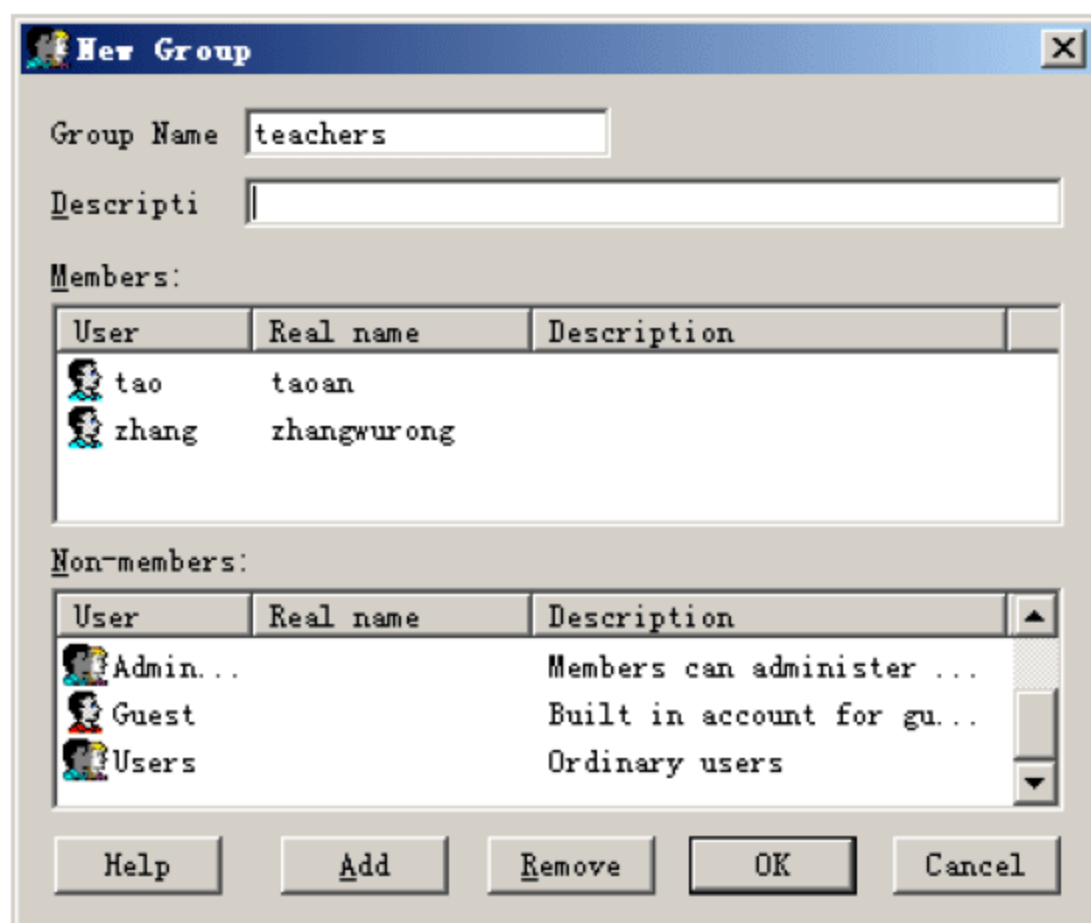 New Group
Group Name teachers
Descripti
Members:
User Real name Description
tao taoan
zhang zhangwurong
Non-members:
User Real name Description
Admin... Members can administer ...
Guest Built in account for gu...
Users Ordinary users
Help Add Remove OK Cancel